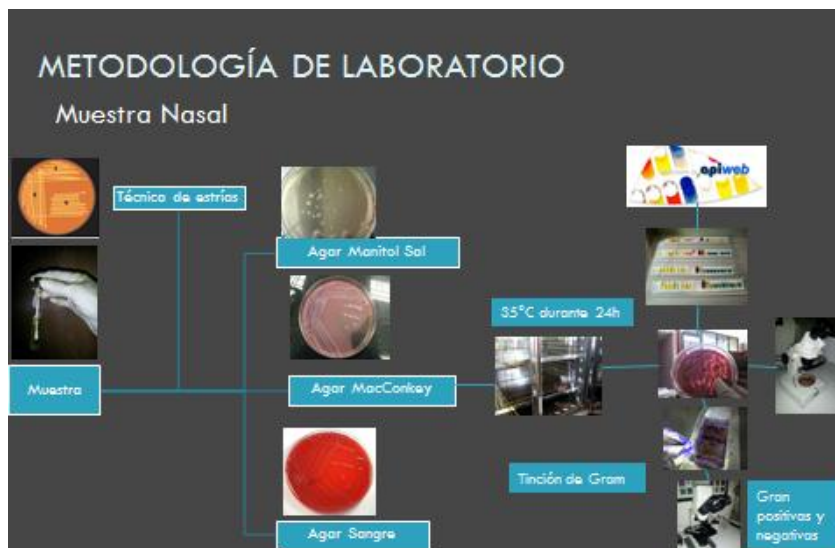 METODOLOGÍA DE LABORATORIO
Muestra Nasal
Técnica de estrías
apiweb
Agar Manitol Sal
35°C durante 24h
Muestra
Agar MacConkey
Tinción de Gram
Gran
positivas y
negativas
Agar Sangre